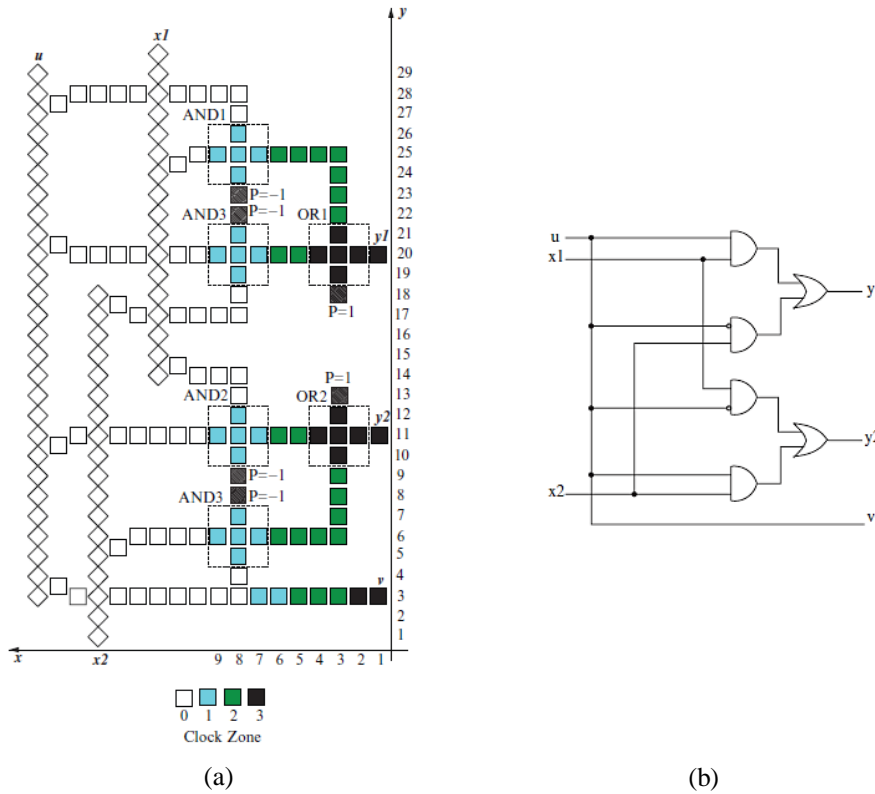 y
x1
u
29
28
27
AND1
26
25
24
P=−1
23
P=−1
22
AND3
OR1
21
y1
20
19
18
P=1
17
16
15
14
P=1
13
AND2
OR2
12
y2
11
10
P=−1
9
P=−1
8
AND3
7
6
5
4
v
3
2
1
x
x2
9 8 7 6 5 4 3 2 1
0 1 2 3
Clock Zone
(a)
u
x1
y
y2
x2
v
(b)